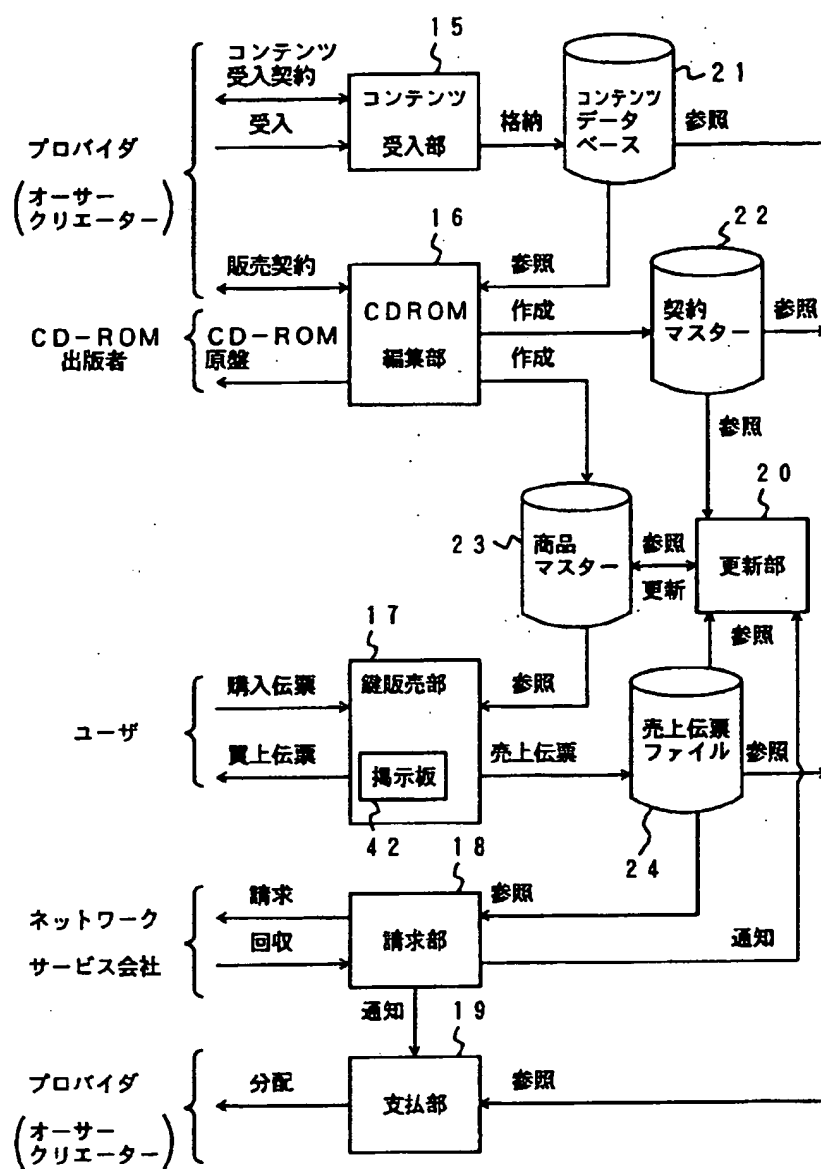 15
コンテンツ
受入契約
コンテンツ
受入部
受入
格納
21
コンテンツ
データ
ベース
参照
プロバイダ
(オーサー
クリエーター)
16
販売契約
CDROM
編集部
参照
作成
作成
22
契約
マスター
参照
CD-ROM
出版者
CD-ROM
原盤
参照
20
更新部
23
商品
マスター
参照
更新
参照
17
ユーザ
購入伝票
買上伝票
鍵販売部
掲示板
42
参照
売上伝票
売上伝票
ファイル
参照
24
18
ネットワーク
サービス会社
請求
回収
請求部
参照
通知
通知
19
プロバイダ
(オーサー
クリエーター)
分配
支払部
参照